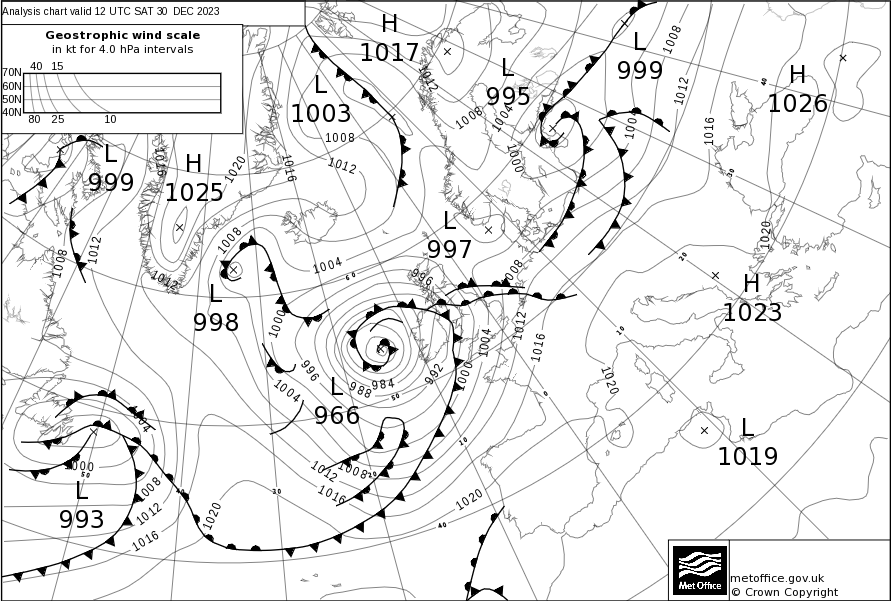 Analysis chart valid 12 UTC SAT 30 DEC 2023
Geostrophic wind scale
in kt for 4.0 hPa intervals
40 15
70N
60N
50N
40N
80 25 10
H
1017
L
999
1008
L
995
H
1026
L
1003
1012
1012
40
1008
1004
1004
1016
1008
1000
1012
1016
1020
1016
L
999
H
1025
30
L
997
1020
1008
1012
1008
1004
60
996
1008
20
H
1023
1012
L
998
1000
1012
1004
1016
10
996
992
1000
984
988
1004
50
0
1020
L
966
L
1019
1004
10
1000
50
1012
1008
20
1016
L
993
1008
40
30
1020
1020
1012
40
1016
Met Office
metoffice.gov.uk
© Crown Copyright